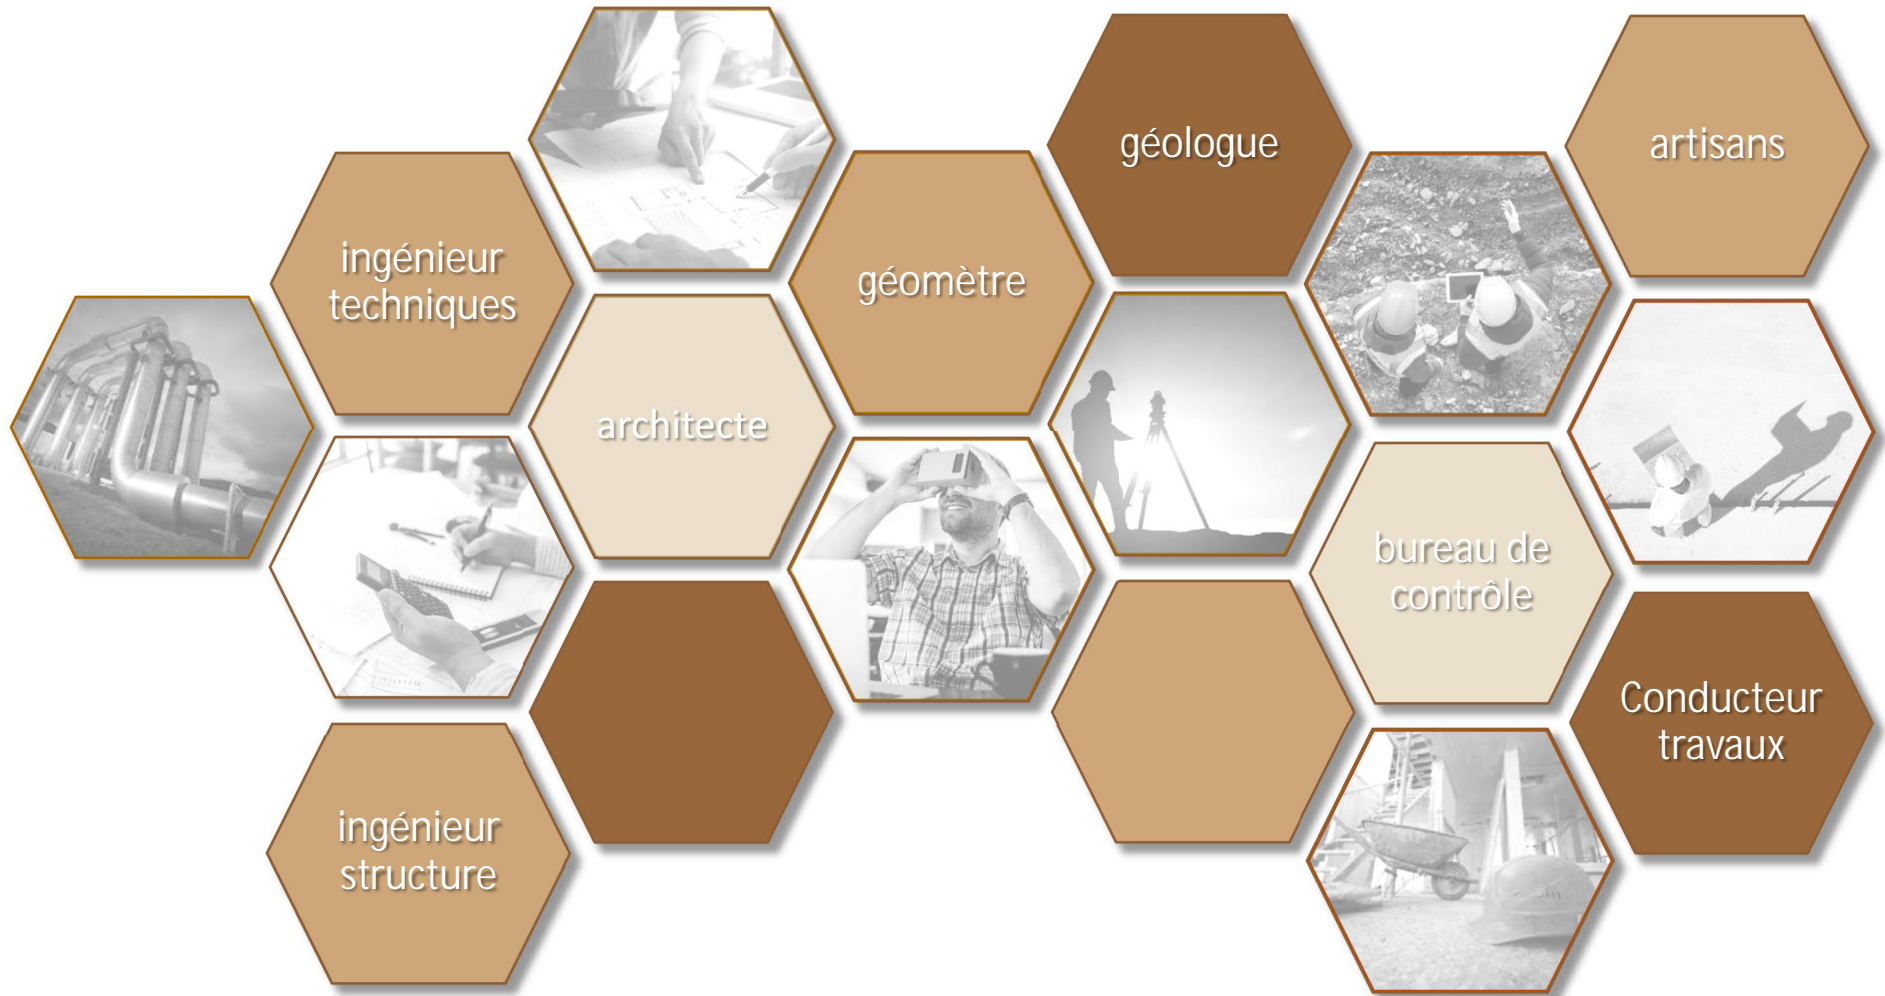 ingénieur
techniques
architecte
géomètre
géologue
artisans
bureau de
contrôle
Conducteur
travaux
ingénieur
structure